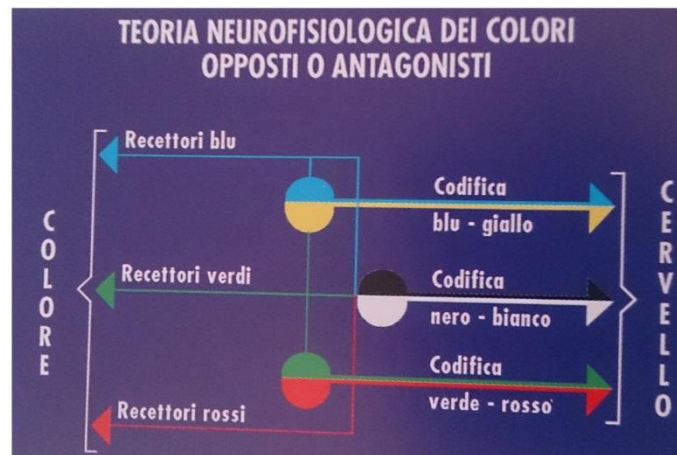 TEORIA NEUROFISIOLOGICA DEI COLORI
OPPOSTI O ANTAGONISTI
COLORE
Recettori blu
Recettori verdi
Recettori rossi
Codifica
blu - giallo
Codifica
nero - bianco
Codifica
verde - rosso
CERVELLO